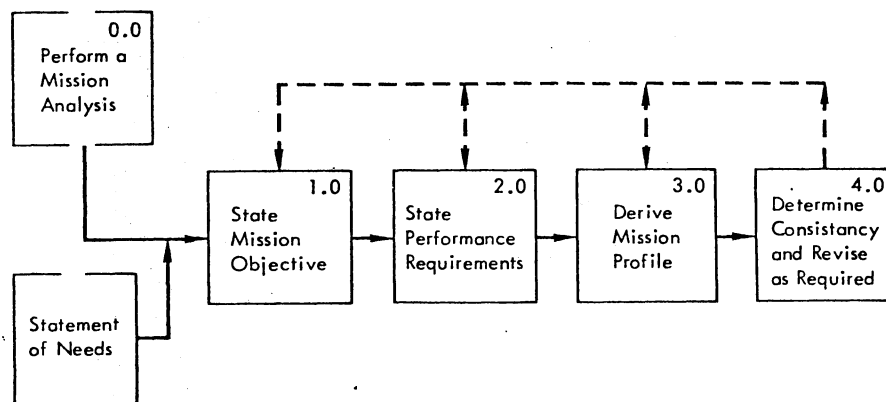 0.0
Perform a
Mission
Analysis
1.0
State
Mission
Objective
2.0
State
Performance
Requirements
3.0
Derive
Mission
Profile
4.0
Determine
Consistancy
and Revise
as Required
Statement
of Needs